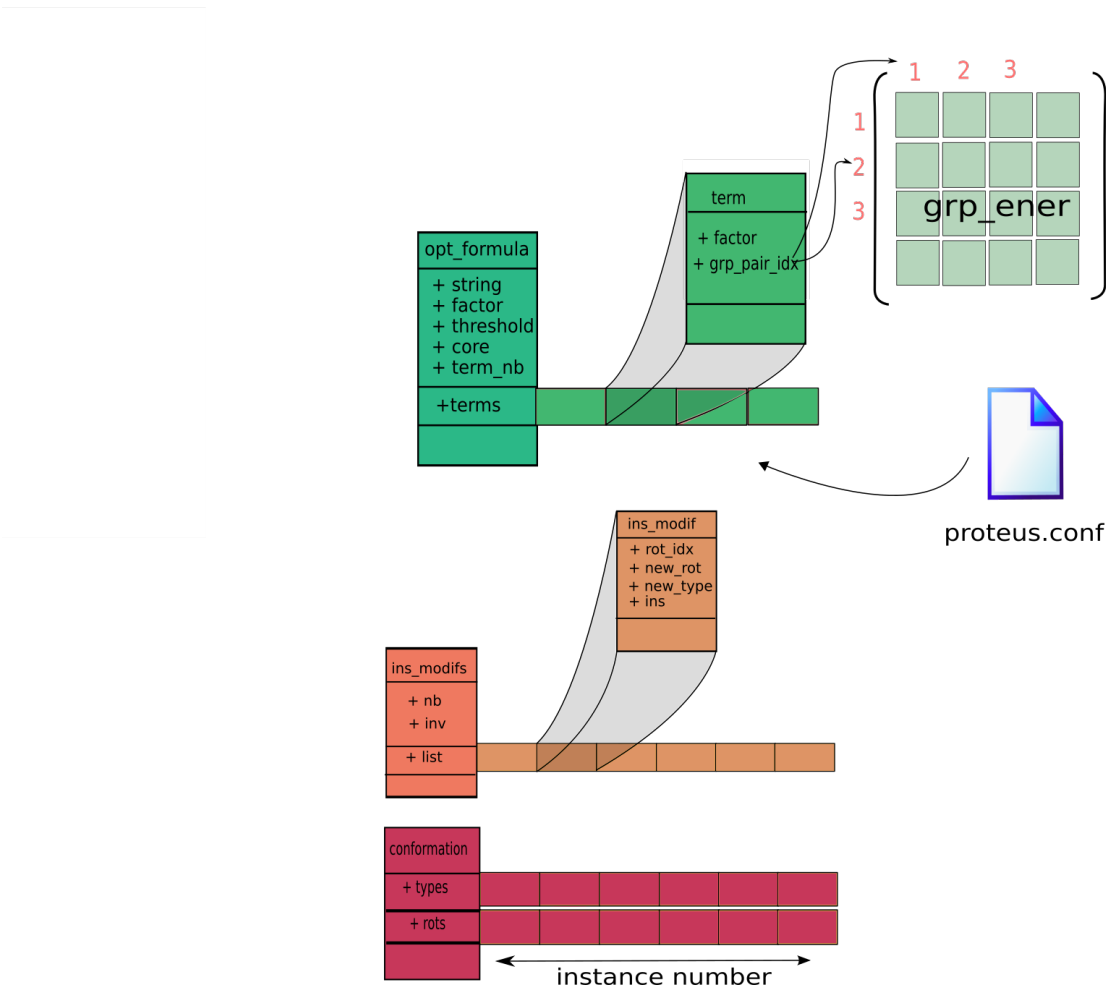 1 2 3
1
2
3
grp_ener
term
+ factor
+ grp_pair_idx
opt_formula
+ string
+ factor
+ threshold
+ core
+ term_nb
+terms
proteus.conf
ins_modif
+ rot_idx
+ new_rot
+ new_type
+ ins
ins_modifs
+ nb
+ inv
+ list
conformation
+ types
+ rots
instance number